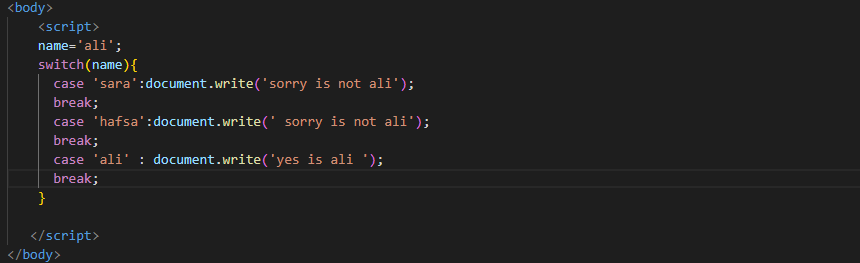 <body>
<script>
name='ali';
switch(name){
case 'sara':document.write('sorry is not ali');
break;
case 'hafsa':document.write(' sorry is not ali');
break;
case 'ali' : document.write('yes is ali ');
break;
}
</script>
</body>